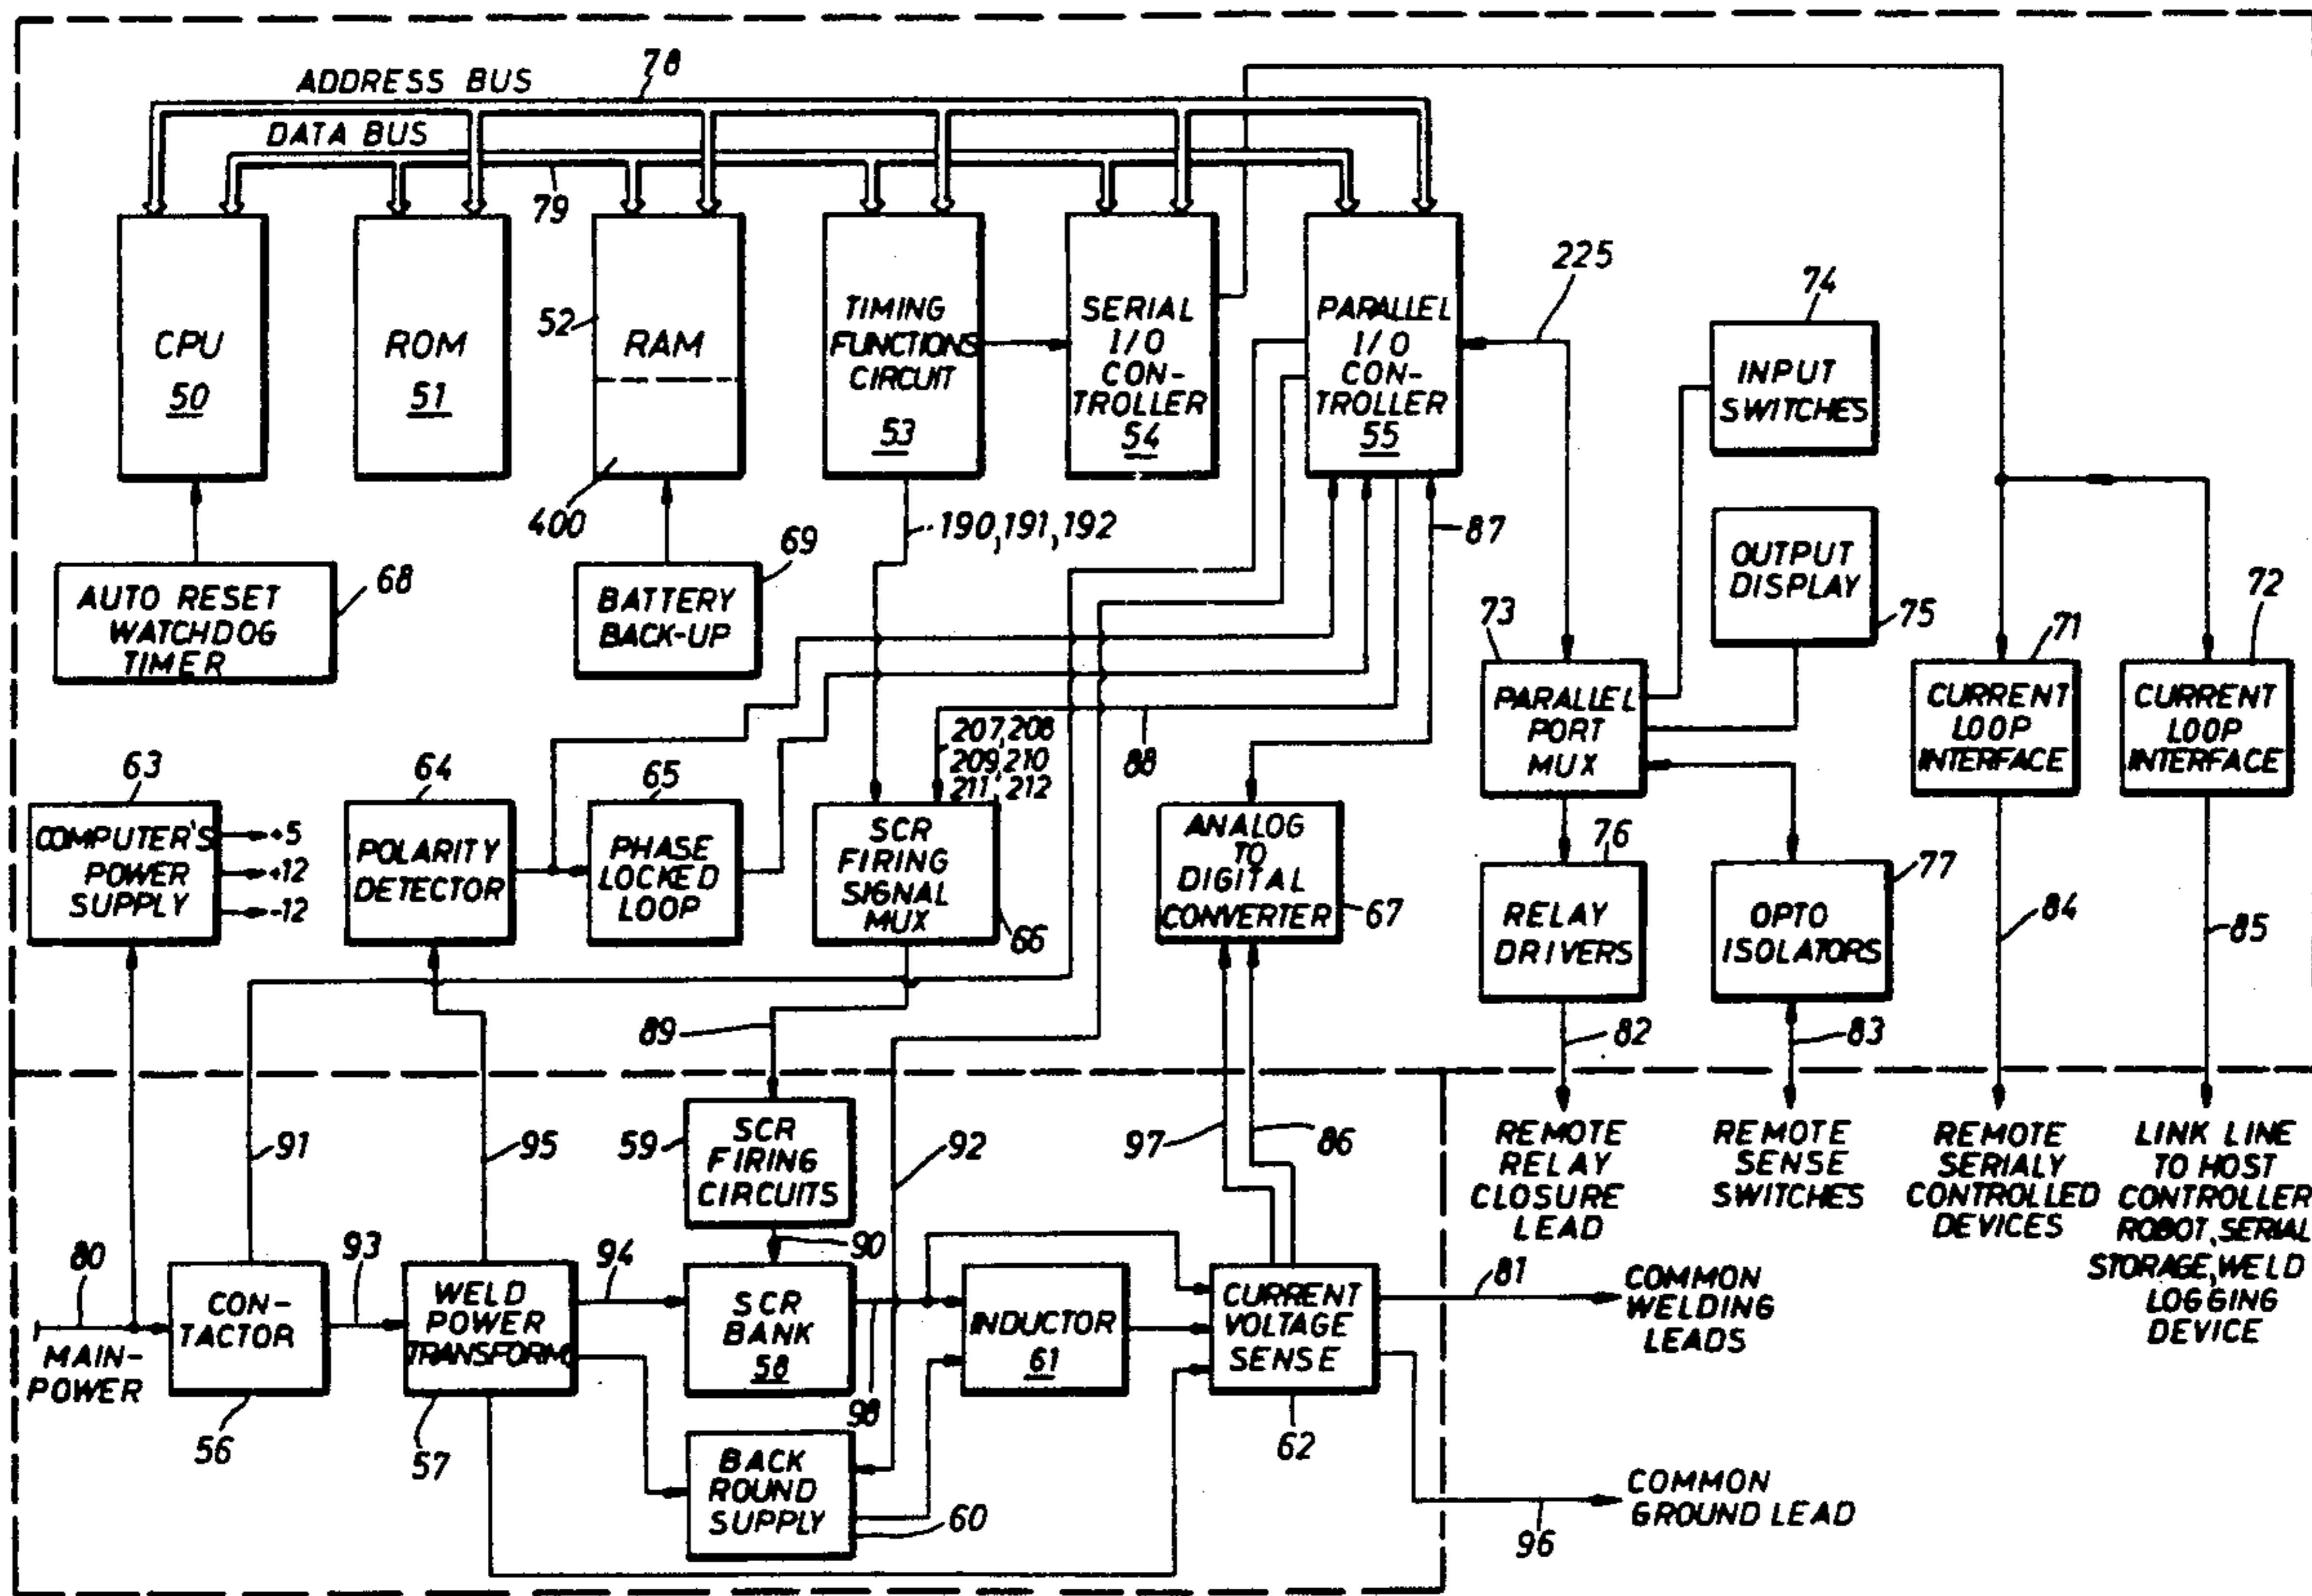 ADDRESS BUS
78
DATA BUS
79
CPU
50
ROM
51
52
RAM
400
TIMING
FUNCTIONS
CIRCUIT
53
SERIAL
I/O
CON-
TROLLER
54
PARALLEL
I/O
CON-
TROLLER
55
225
74
INPUT
SWITCHES
AUTO RESET
WATCHDOG
TIMER
68
BATTERY
BACK-UP
69
190, 191, 192
87
OUTPUT
DISPLAY
75
73
PARALLEL
PORT
MUX
71
CURRENT
LOOP
INTERFACE
72
CURRENT
LOOP
INTERFACE
207, 208
209, 210
211, 212
88
63
COMPUTER'S
POWER
SUPPLY
+5
+12
-12
64
POLARITY
DETECTOR
65
PHASE
LOCKED
LOOP
SCR
FIRING
SIGNAL
MUX
66
ANALOG
TO
DIGITAL
CONVERTER
67
76
RELAY
DRIVERS
77
OPTO
ISOLATORS
84
85
89
82
83
91
95
59
SCR
FIRING
CIRCUITS
92
97
86
REMOTE
RELAY
CLOSURE
LEAD
REMOTE
SENSE
SWITCHES
REMOTE
SERIALY
CONTROLLED
DEVICES
LINK LINE
TO HOST
CONTROLLER
ROBOT, SERIAL
STORAGE, WELD
LOGGING
DEVICE
80
MAIN-
POWER
CON-
TACTOR
56
93
WELD
POWER
TRANSFORM
57
94
90
SCR
BANK
58
98
INDUCTOR
61
CURRENT
VOLTAGE
SENSE
62
81
COMMON
WELDING
LEADS
BACK
ROUND
SUPPLY
60
COMMON
GROUND LEAD
96